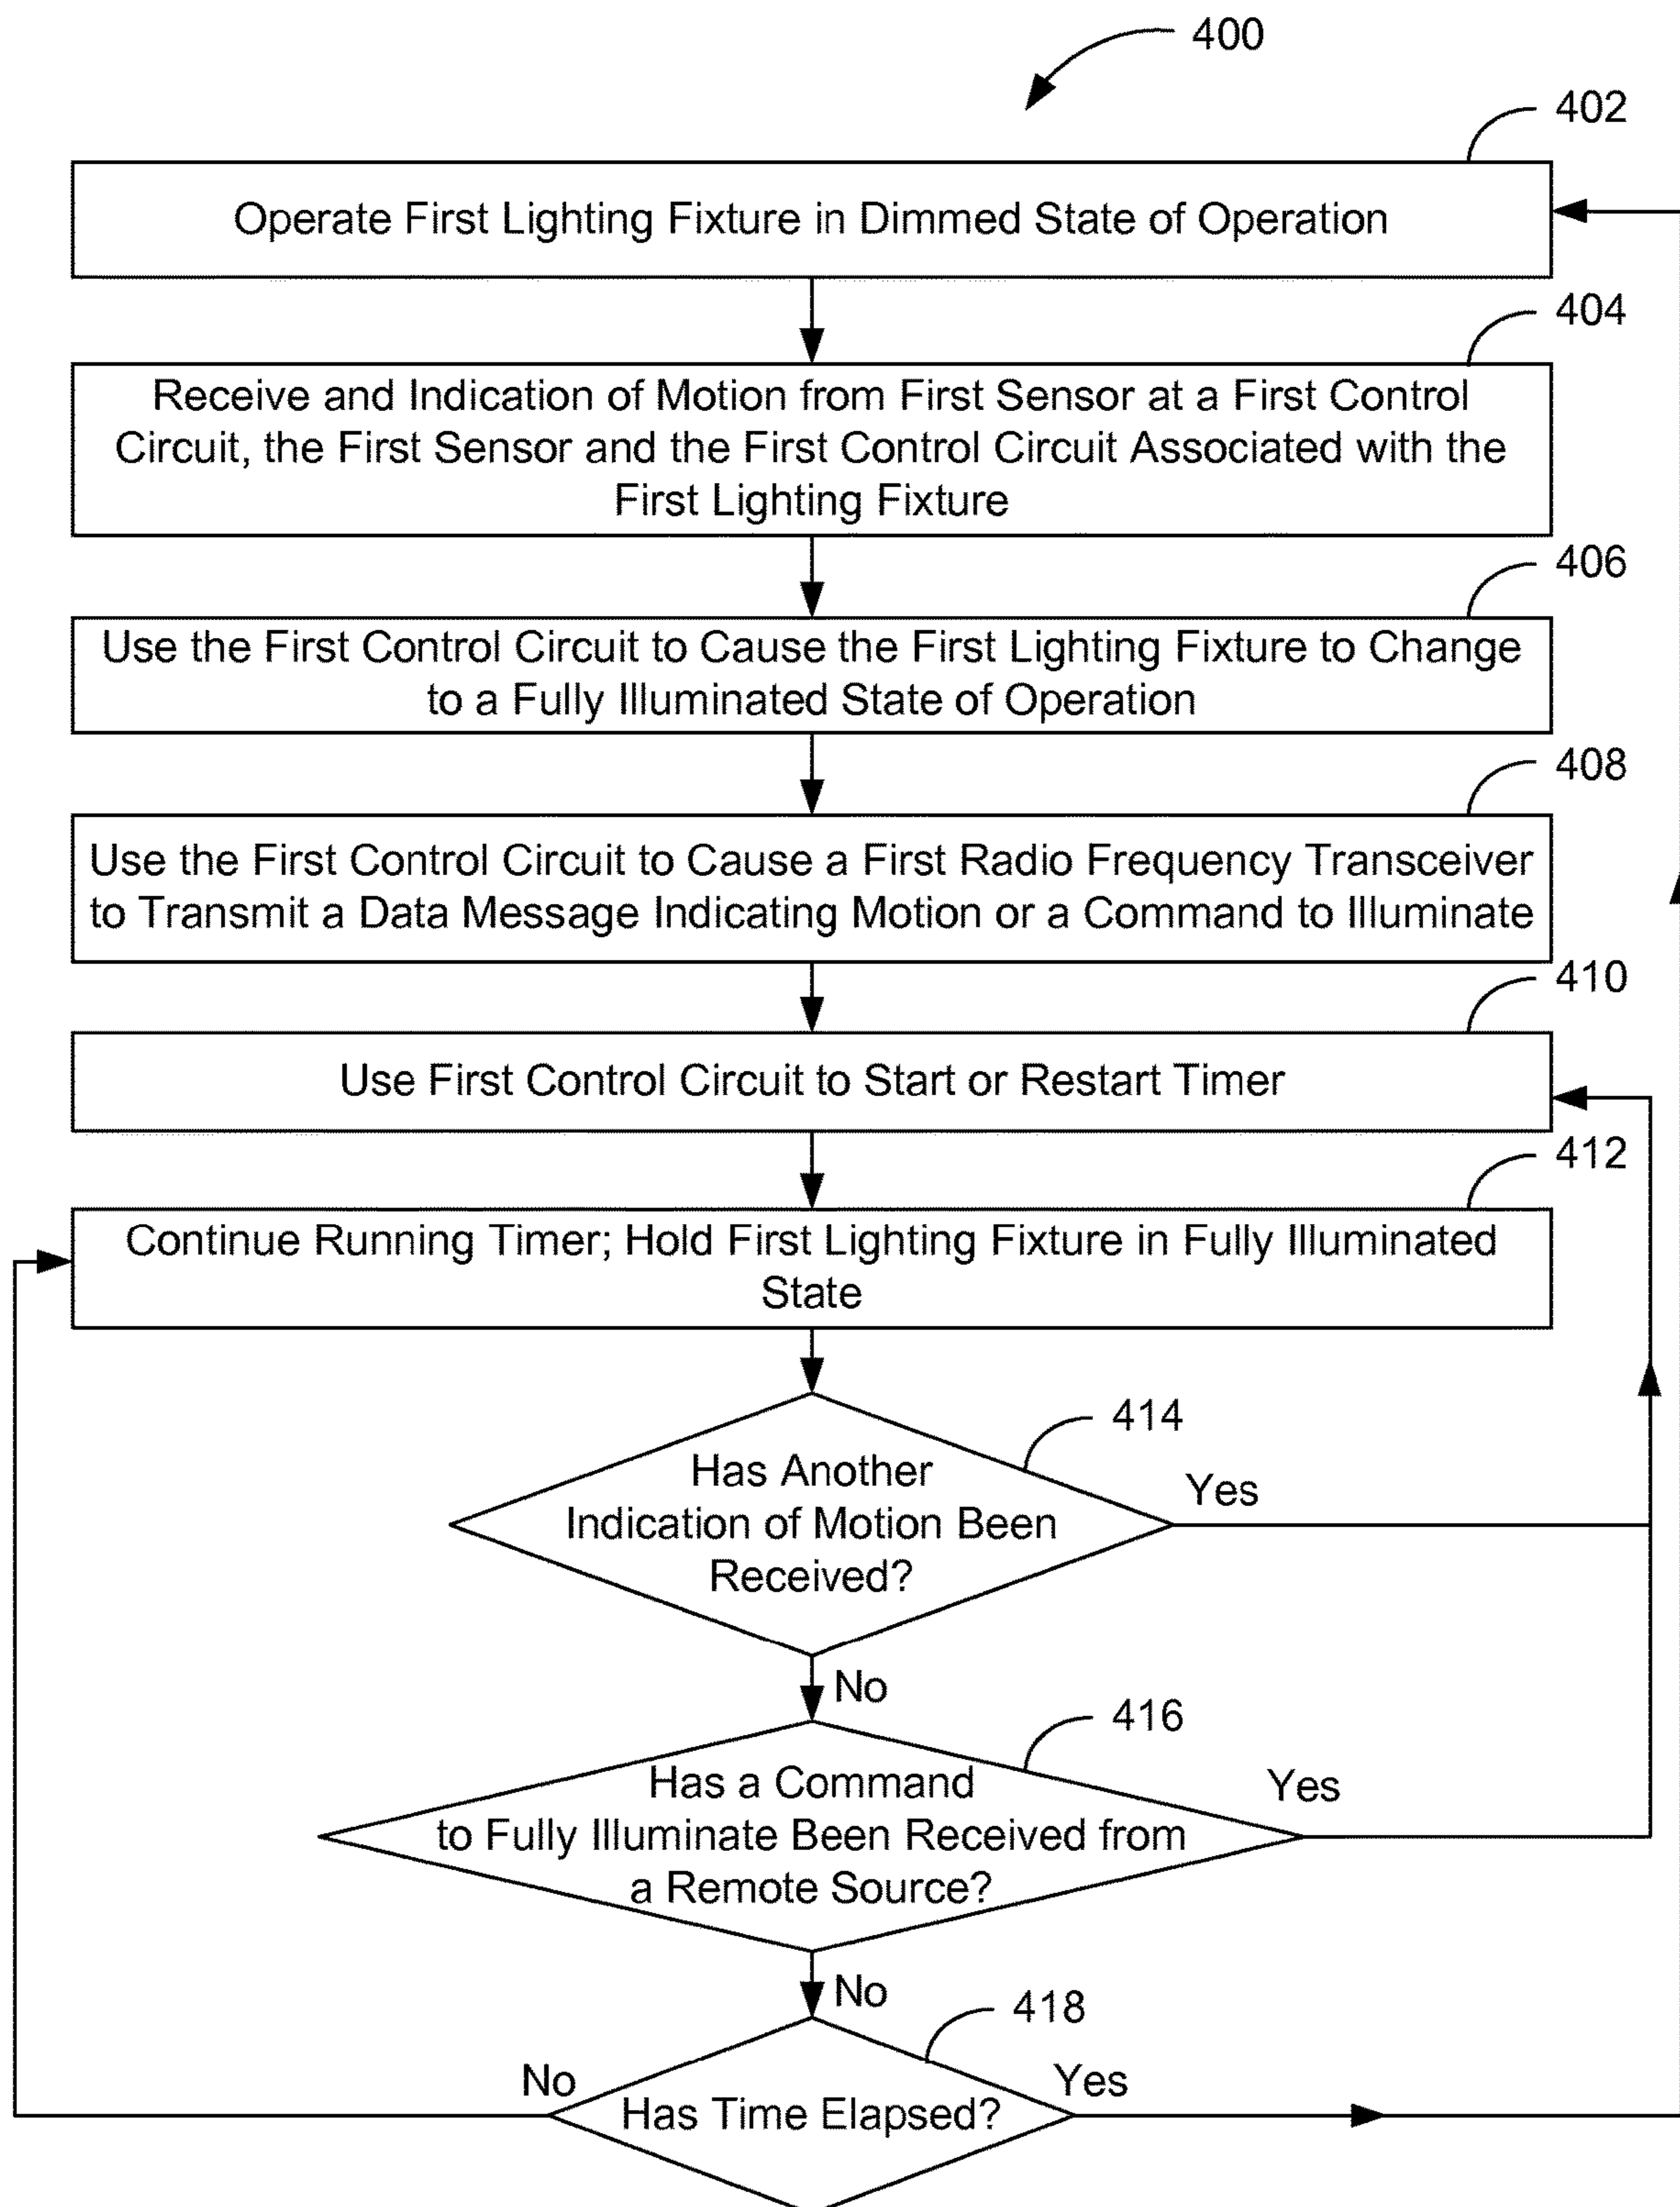 400
402
Operate First Lighting Fixture in Dimmed State of Operation
404
Receive and Indication of Motion from First Sensor at a First Control
Circuit, the First Sensor and the First Control Circuit Associated with the
First Lighting Fixture
406
Use the First Control Circuit to Cause the First Lighting Fixture to Change
to a Fully Illuminated State of Operation
408
Use the First Control Circuit to Cause a First Radio Frequency Transceiver
to Transmit a Data Message Indicating Motion or a Command to Illuminate
410
Use First Control Circuit to Start or Restart Timer
412
Continue Running Timer; Hold First Lighting Fixture in Fully Illuminated
State
414
Has Another
Indication of Motion Been
Received?
Yes
No
416
Has a Command
to Fully Illuminate Been Received from
a Remote Source?
Yes
No
418
Has Time Elapsed?
No
Yes